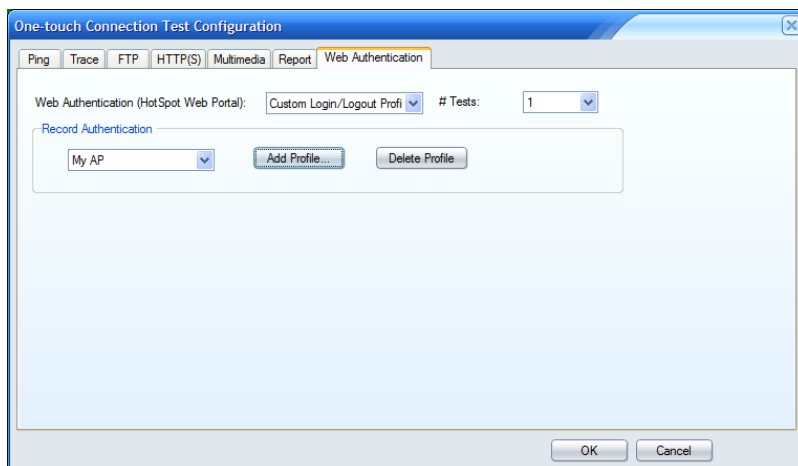 One-touch Connection Test Configuration
Ping Trace FTP HTTP(S) Multimedia Report Web Authentication
Web Authentication (HotSpot Web Portal): Custom Login/Logout Profi # Tests: 1
Record Authentication
My AP Add Profile... Delete Profile
OK Cancel